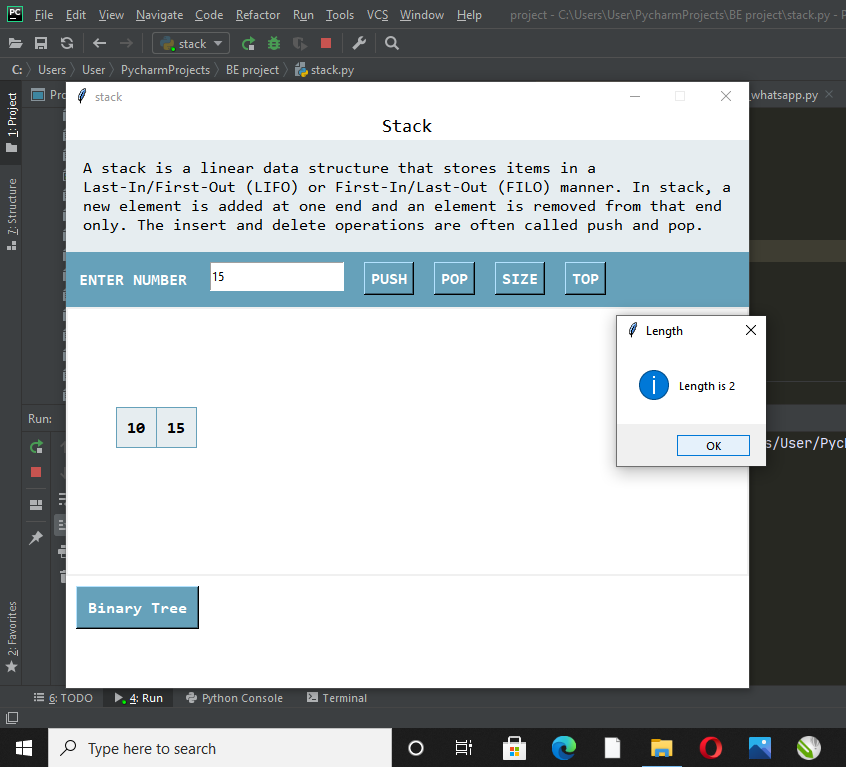 PC File Edit View Navigate Code Refactor Run Tools VCS Window Help project - C:\Users\User\PycharmProjects\BE project\stack.py - P
stack
C: Users User PycharmProjects BE project stack.py
1: Project
7: Structure
2: Favorites
Pro
whatsapp.py
stack
Stack
A stack is a linear data structure that stores items in a
Last-In/First-Out (LIFO) or First-In/Last-Out (FILO) manner. In stack, a
new element is added at one end and an element is removed from that end
only. The insert and delete operations are often called push and pop.
ENTER NUMBER 15 PUSH POP SIZE TOP
Length
Length is 2
OK
10 15
Run:
s/User/Pych
Binary Tree
6: TODO 4: Run Python Console Terminal
Type here to search